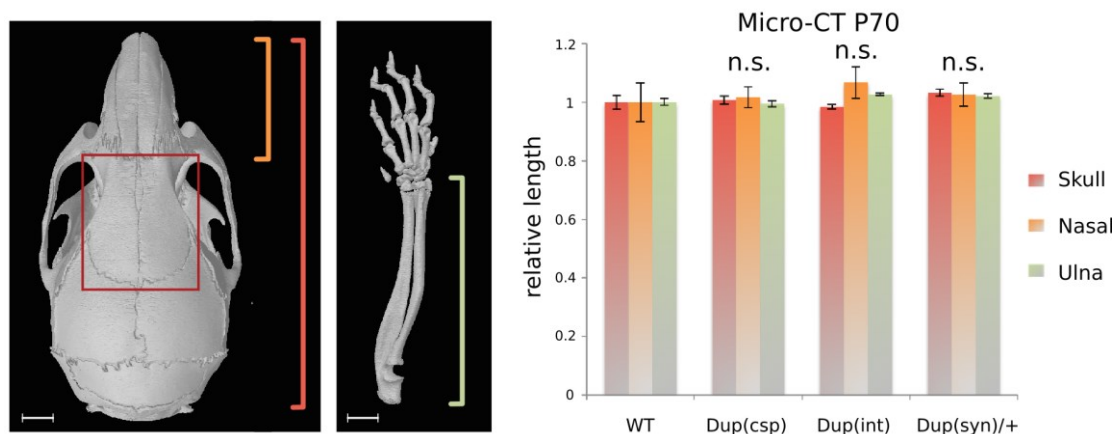 Micro-CT P70
1.2
1
0.8
0.6
0.4
0.2
0
relative length
n.s.
n.s.
n.s.
WT
Dup(csp)
Dup(int)
Dup(syn)/+
Skull
Nasal
Ulna